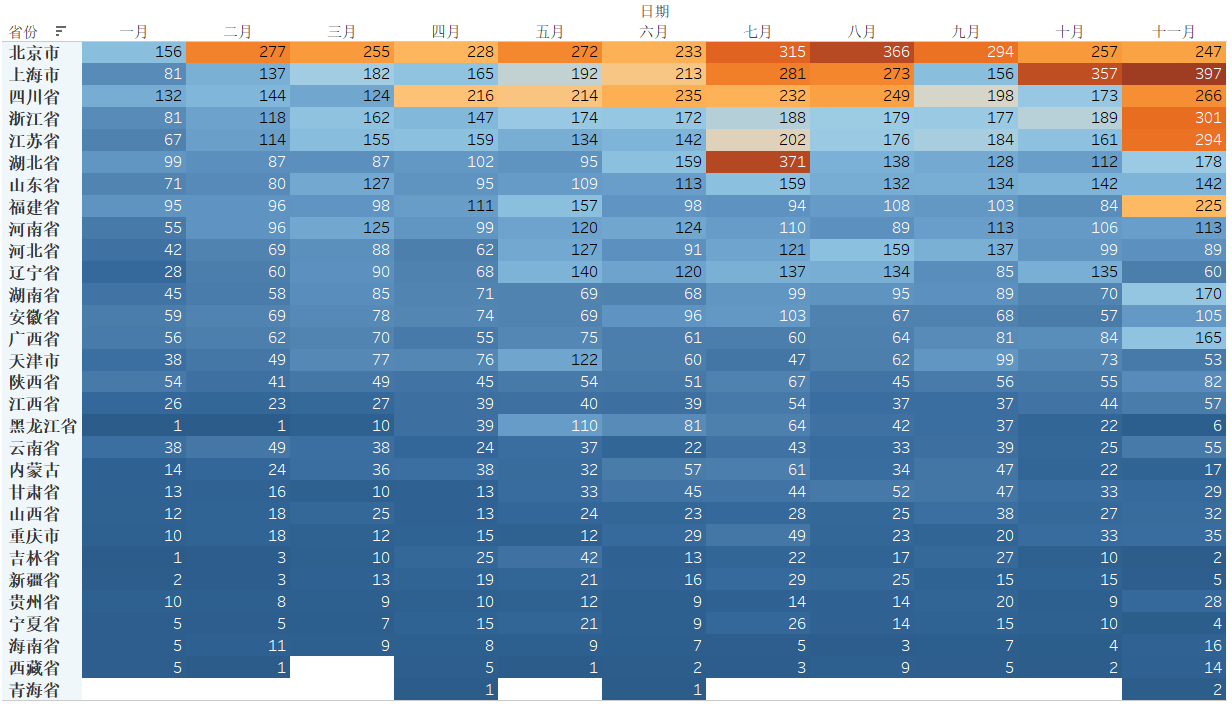 日期
省份 一月 二月 三月 四月 五月 六月 七月 八月 九月 十月 十一月
北京市 156 277 255 228 272 233 315 366 294 257 247
上海市 81 137 182 165 192 213 281 273 156 357 397
四川省 132 144 124 216 214 235 232 249 198 173 266
浙江省 81 118 162 147 174 172 188 179 177 189 301
江苏省 67 114 155 159 134 142 202 176 184 161 294
湖北省 99 87 87 102 95 159 371 138 128 112 178
山东省 71 80 127 95 109 113 159 132 134 142 142
福建省 95 96 98 111 157 98 94 108 103 84 225
河南省 55 96 125 99 120 124 110 89 113 106 113
河北省 42 69 88 62 127 91 121 159 137 99 89
辽宁省 28 60 90 68 140 120 137 134 85 135 60
湖南省 45 58 85 71 69 68 99 95 89 70 170
安徽省 59 69 78 74 69 96 103 67 68 57 105
广西省 56 62 70 55 75 61 60 64 81 84 165
天津市 38 49 77 76 122 60 47 62 99 73 53
陕西省 54 41 49 45 54 51 67 45 56 55 82
江西省 26 23 27 39 40 39 54 37 37 44 57
黑龙江省 1 1 10 39 110 81 64 42 37 22 6
云南省 38 49 38 24 37 22 43 33 39 25 55
内蒙古 14 24 36 38 32 57 61 34 47 22 17
甘肃省 13 16 10 13 33 45 44 52 47 33 29
山西省 12 18 25 13 24 23 28 25 38 27 32
重庆市 10 18 12 15 12 29 49 23 20 33 35
吉林省 1 3 10 25 42 13 22 17 27 10 2
新疆省 2 3 13 19 21 16 29 25 15 15 5
贵州省 10 8 9 10 12 9 14 14 20 9 28
宁夏省 5 5 7 15 21 9 26 14 15 10 4
海南省 5 11 9 8 9 7 5 3 7 4 16
西藏省 5 1 5 1 2 3 9 5 2 14
青海省 1 1 2